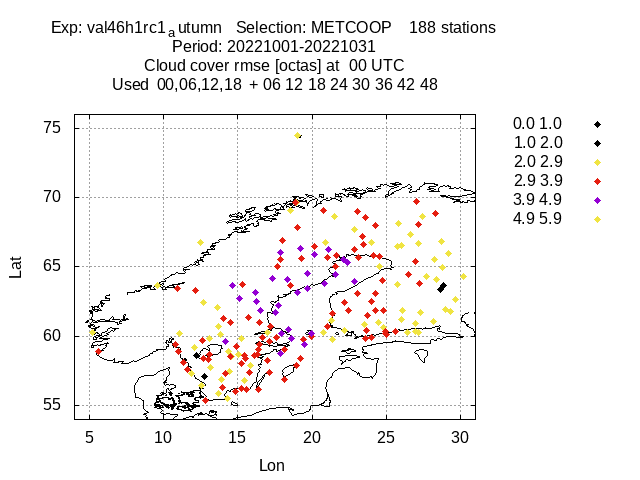 Exp: val46h1rc1autumn Selection: METCOOP 188 stations
Period: 20221001-20221031
Cloud cover rmse [octas] at 00 UTC
Used 00,06,12,18 + 06 12 18 24 30 36 42 48
0.0 1.0
1.0 2.0
2.0 2.9
2.9 3.9
3.9 4.9
4.9 5.9
75
70
65
60
55
Lat
5 10 15 20 25 30
Lon